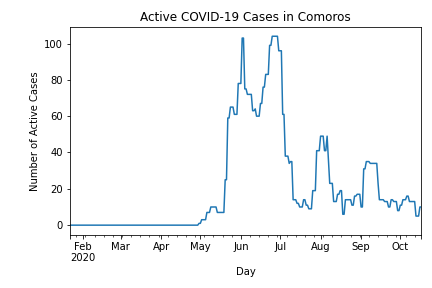 Active COVID-19 Cases in Comoros
Number of Active Cases
100
80
60
40
20
0
Feb Mar Apr May Jun Jul Aug Sep Oct
2020
Day